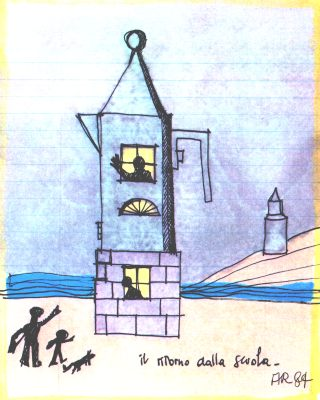 il ritorno dalla scuola -
AR 84